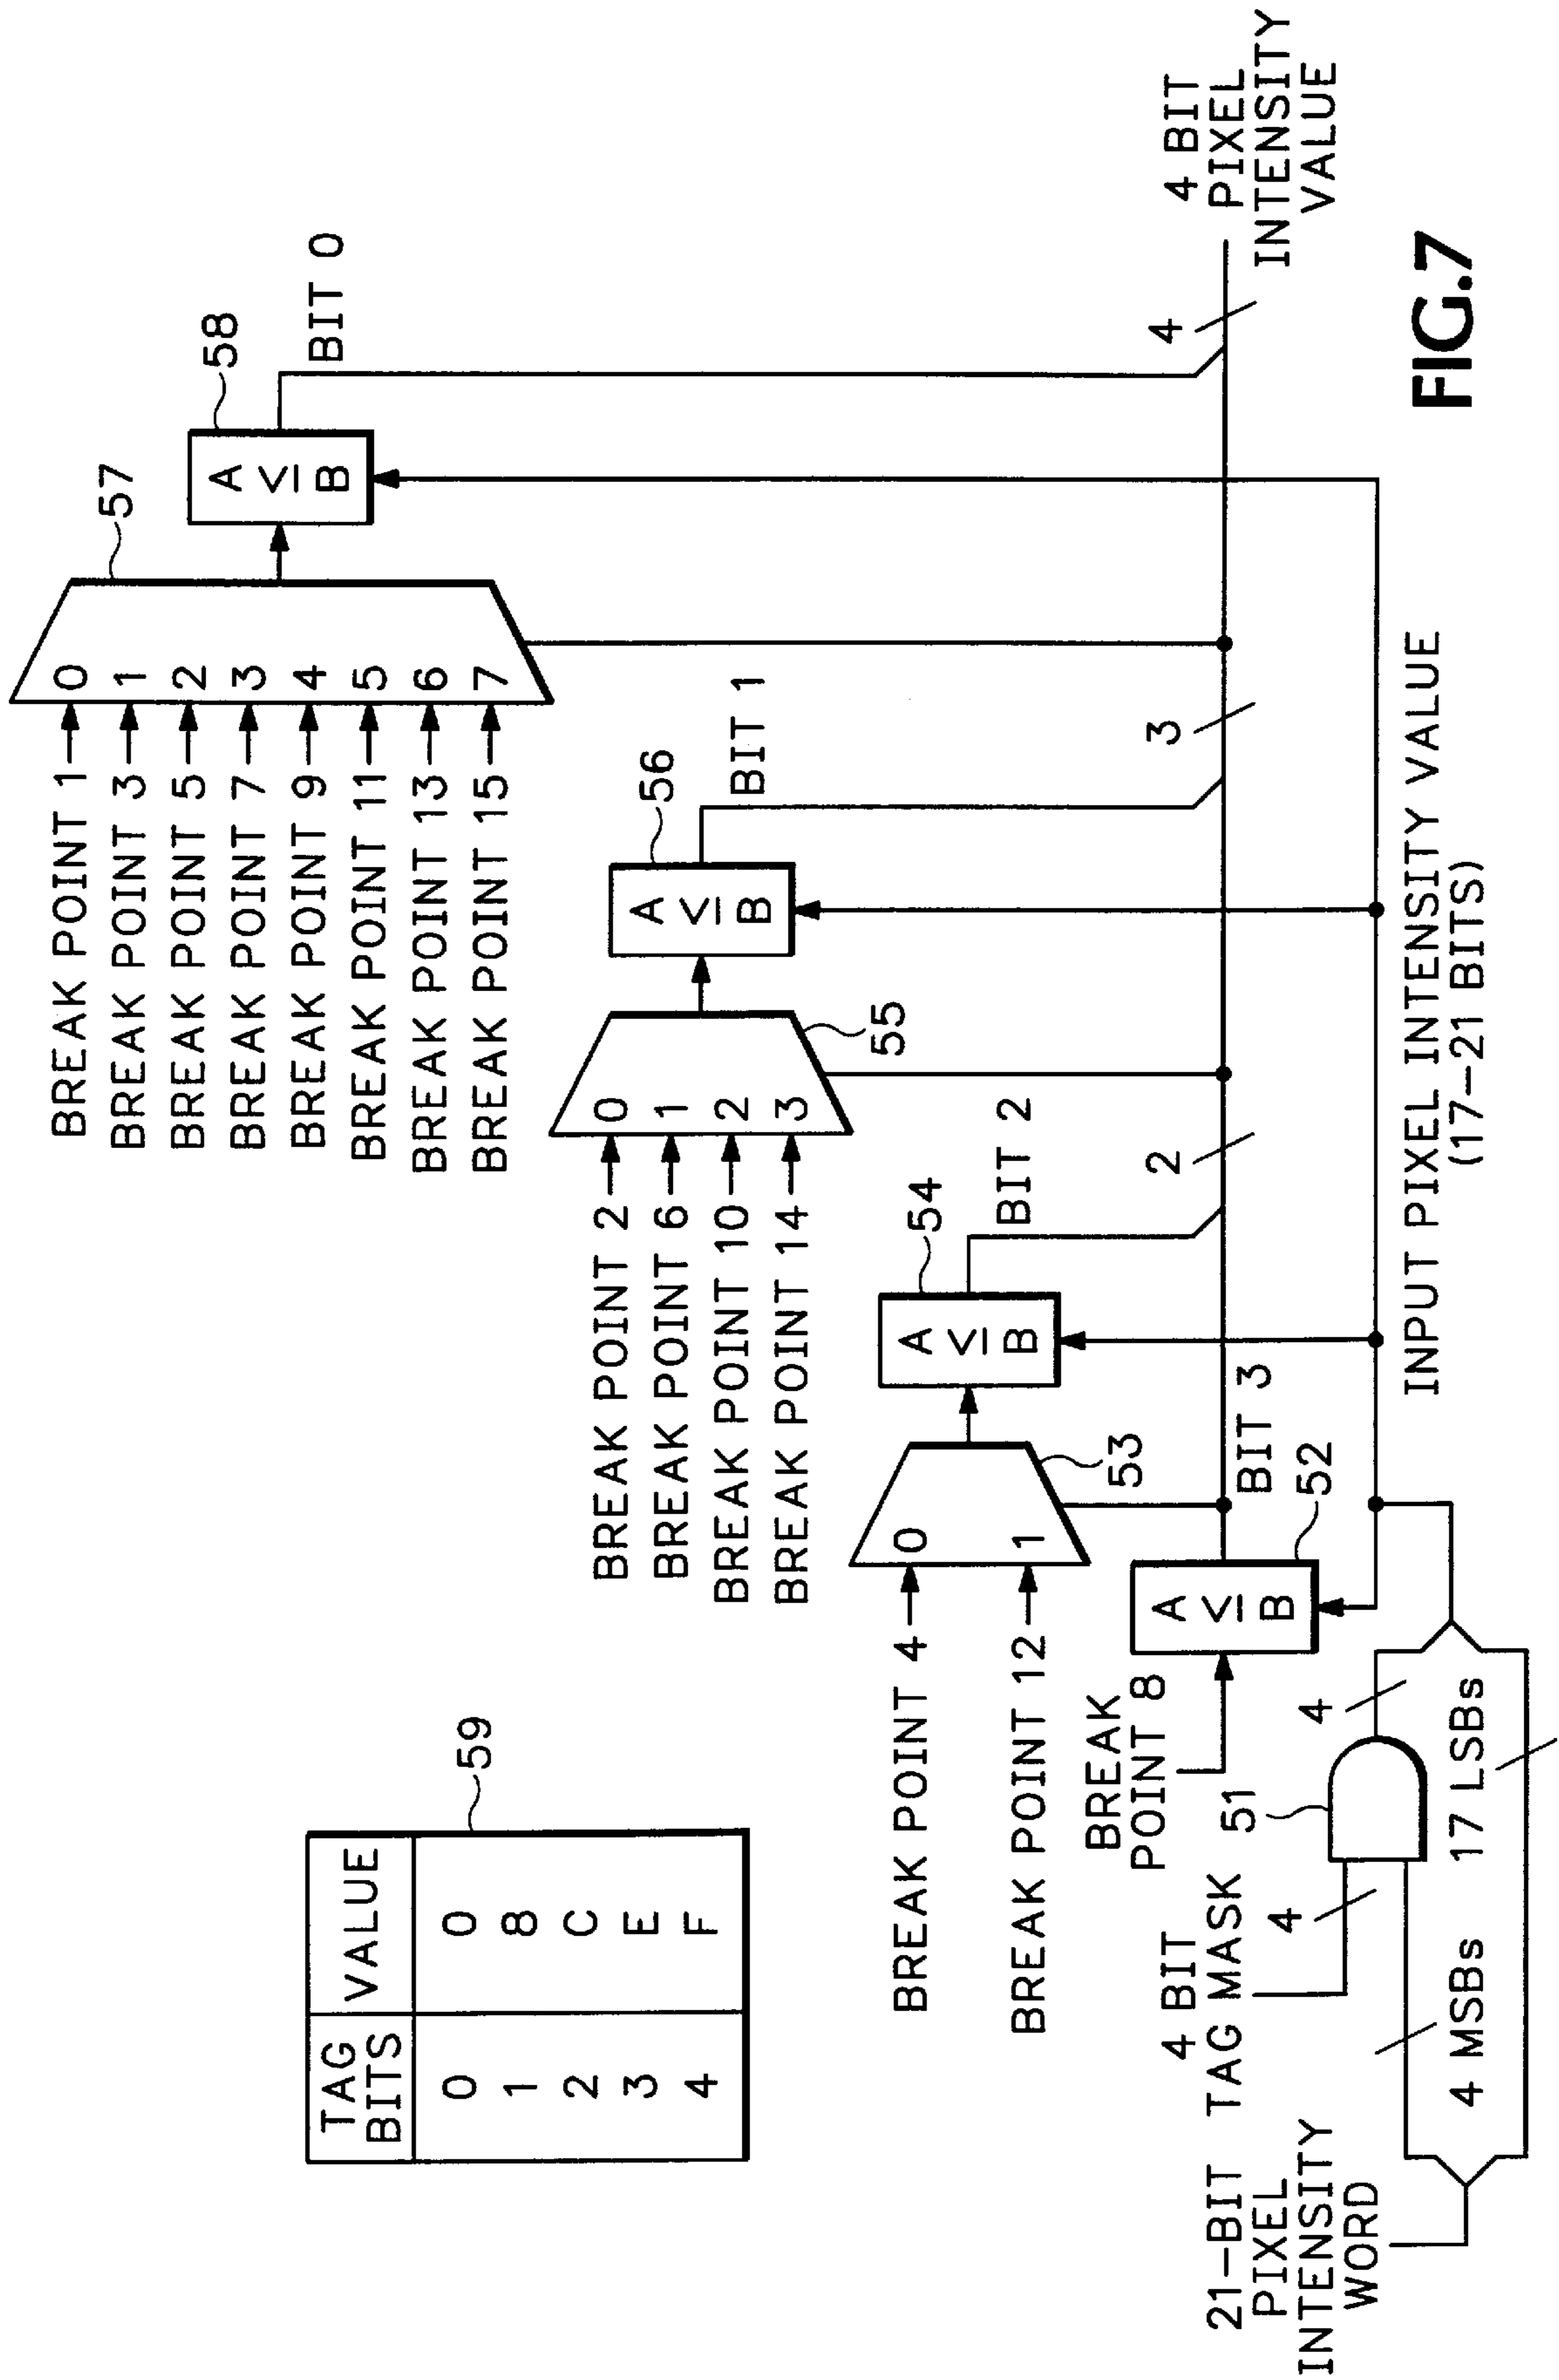 BREAK POINT 1
BREAK POINT 3
BREAK POINT 5
BREAK POINT 7
BREAK POINT 9
BREAK POINT 11
BREAK POINT 13
BREAK POINT 15
0
1
2
3
4
5
6
7
57
A
≤
B
58
BIT 0
BREAK POINT 2
BREAK POINT 6
BREAK POINT 10
BREAK POINT 14
0
1
2
3
55
A
≤
B
56
BIT 1
TAG
BITS
VALUE
0 0
1 8
2 C
3 E
4 F
59
BREAK POINT 4
BREAK POINT 12
0
1
53
A
≤
B
54
BIT 2
BREAK
POINT 8
A
≤
B
52
BIT 3
2
3
4
4 BIT
PIXEL
INTENSITY
VALUE
21-BIT
PIXEL
INTENSITY
WORD
4 BIT
TAG MASK
4
51
4
4 MSBs
17 LSBs
INPUT PIXEL INTENSITY VALUE
(17-21 BITS)
FIG.7